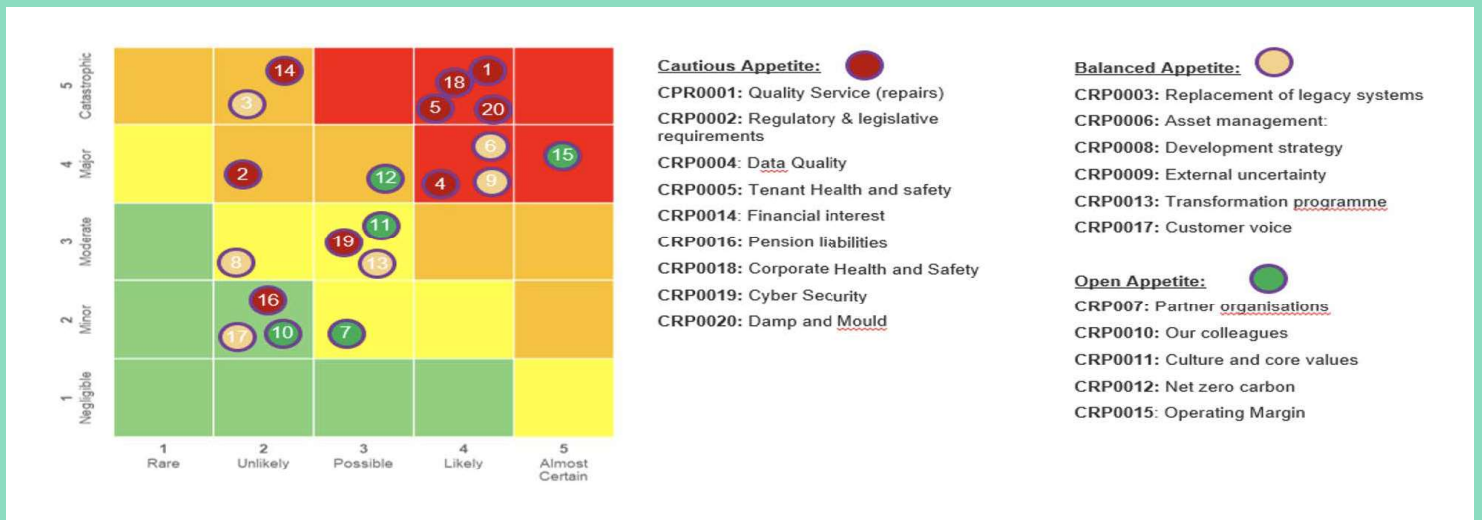 5
Catastrophic
14
3
18
1
5
20
4
Major
2
12
6
4
9
15
3
Moderate
8
19
11
13
2
Minor
16
17
10
7
1
Negligible
1
Rare
2
Unlikely
3
Possible
4
Likely
5
Almost
Certain
Cautious Appetite:
CPR0001: Quality Service (repairs)
CRP0002: Regulatory & legislative
requirements
CRP0004: Data Quality
CRP0005: Tenant Health and safety
CRP0014: Financial interest
CRP0016: Pension liabilities
CRP0018: Corporate Health and Safety
CRP0019: Cyber Security
CRP0020: Damp and Mould
Balanced Appetite:
CRP0003: Replacement of legacy systems
CRP0006: Asset management:
CRP0008: Development strategy
CRP0009: External uncertainty
CRP0013: Transformation programme
CRP0017: Customer voice
Open Appetite:
CRP007: Partner organisations
CRP0010: Our colleagues
CRP0011: Culture and core values
CRP0012: Net zero carbon
CRP0015: Operating Margin